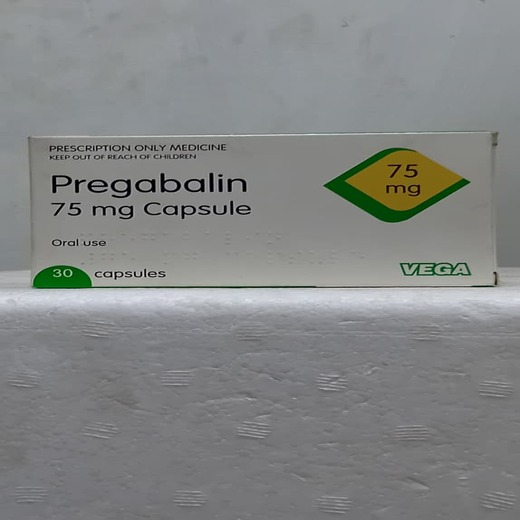 PRESCRIPTION ONLY MEDICINE
KEEP OUT OF REACH OF CHILDREN
Pregabalin
75 mg Capsule
75
mg
Oral use
30 capsules
VEGA